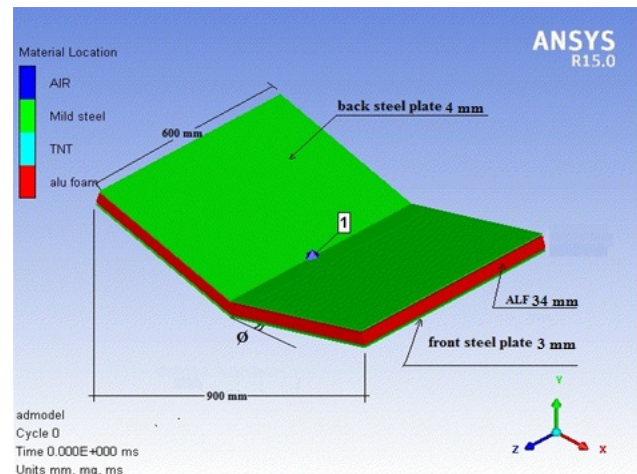 ANSYS
R15.0
Material Location
AIR
Mild steel
TNT
alu foam
back steel plate 4 mm
600 mm
1
ALF 34 mm
Ø
front steel plate 3 mm
900 mm
admodel
Cycle 0
Time 0.000E+000 ms
Units mm, mg, ms
Y
Z
X